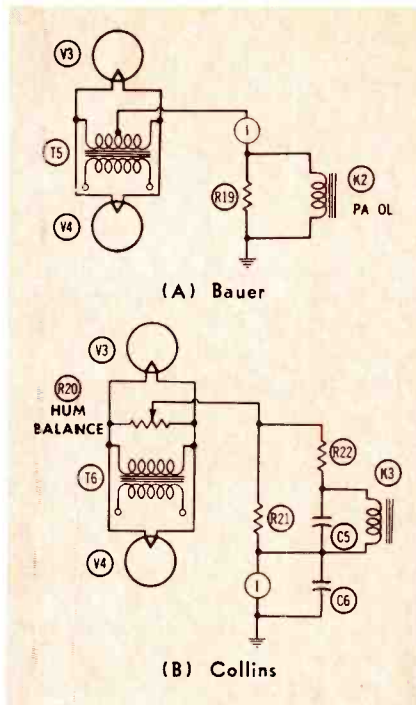 V3
T5
I
R19
K2
PA OL
V4
(A) Bauer
V3
R20
HUM
BALANCE
R22
K3
T6
R21
C5
I
V4
C6
(B) Collins